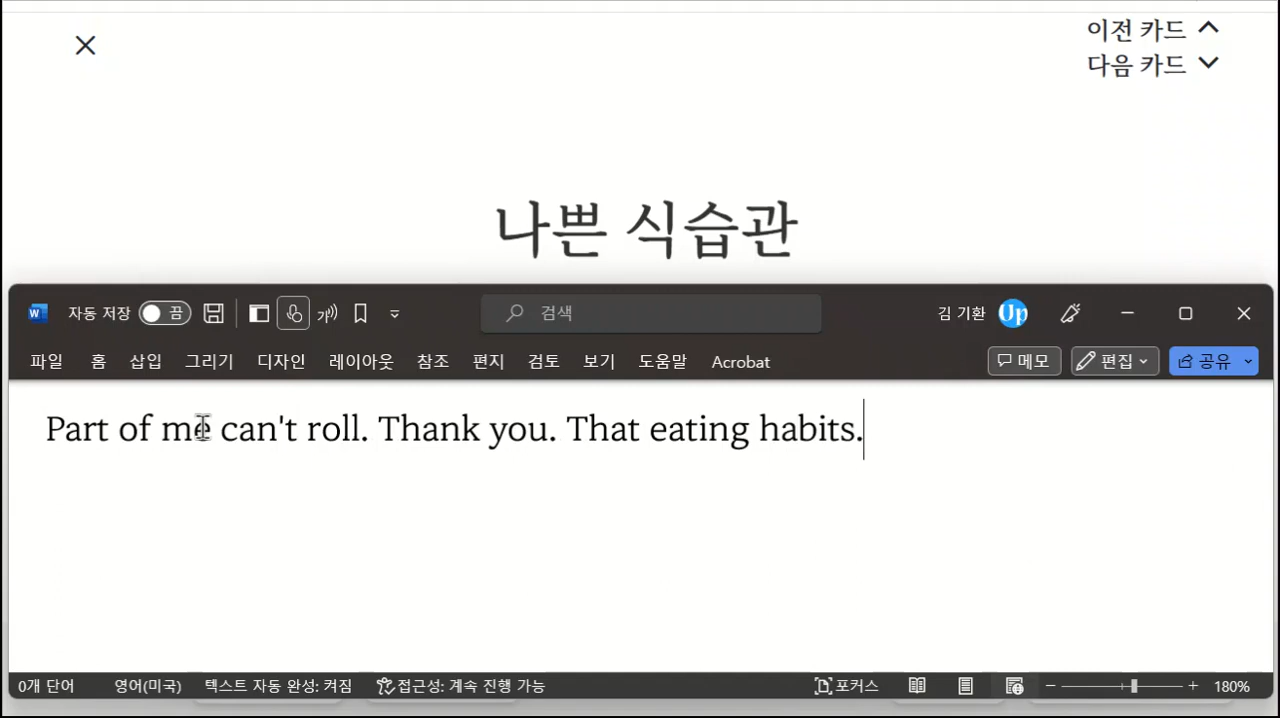 이전 카드
다음 카드
나쁜 식습관
자동 저장 끔 가)) 검색 김 기환 Up
파일 홈 삽입 그리기 디자인 레이아웃 참조 편지 검토 보기 도움말 Acrobat 메모 편집 공유
Part of me can't roll. Thank you. That eating habits.
0개 단어 영어(미국) 텍스트 자동 완성: 켜짐 접근성: 계속 진행 가능 포커스 180%